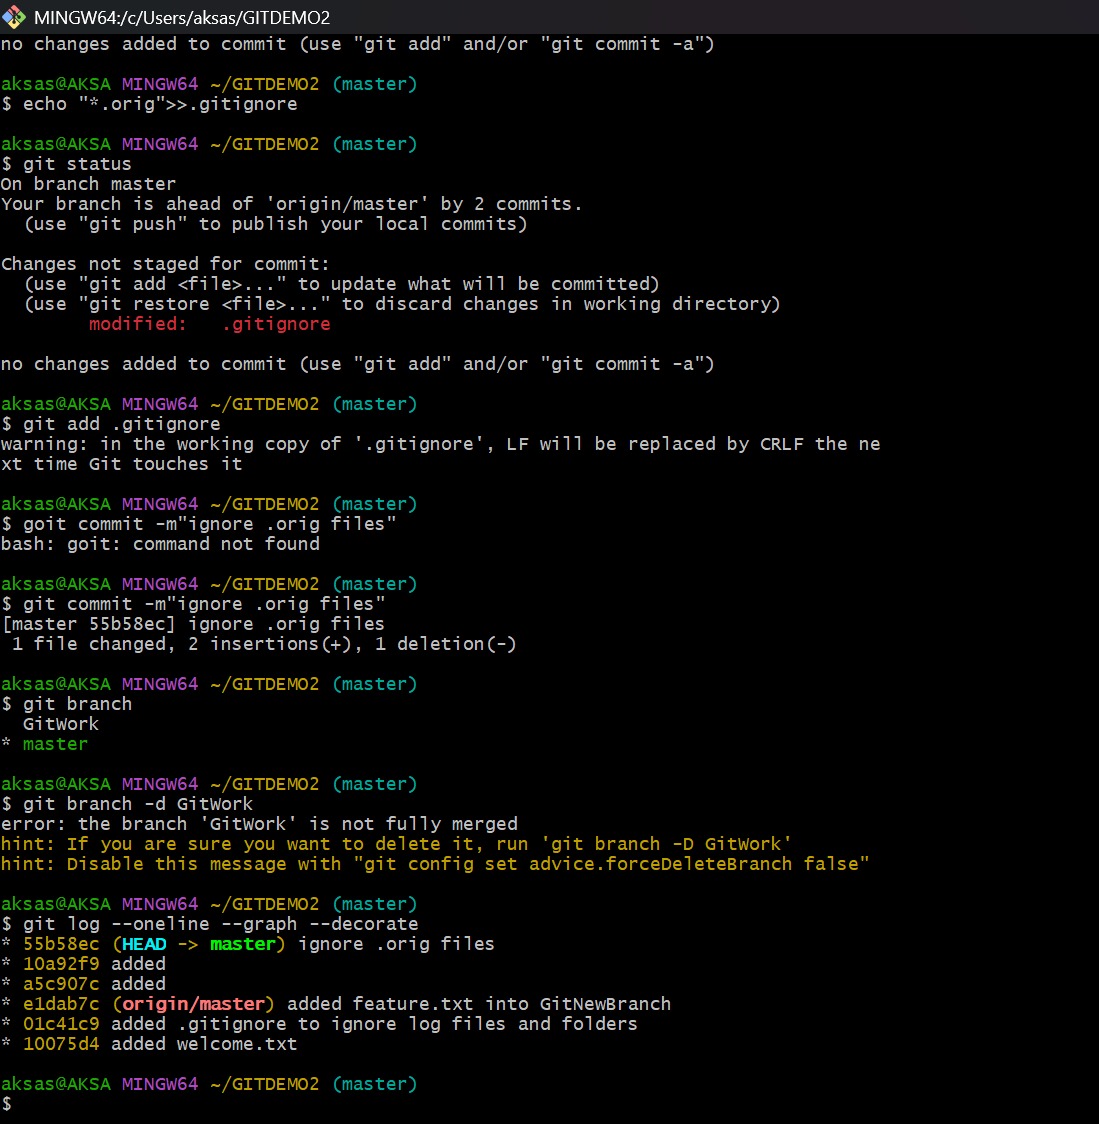 MINGW64:/c/Users/aksas/GITDEMO2
no changes added to commit (use "git add" and/or "git commit -a")
aksas@AKSA MINGW64 ~/GITDEMO2 (master)
$ echo "*.orig">>.gitignore
aksas@AKSA MINGW64 ~/GITDEMO2 (master)
$ git status
On branch master
Your branch is ahead of 'origin/master' by 2 commits.
  (use "git push" to publish your local commits)
Changes not staged for commit:
  (use "git add <file>..." to update what will be committed)
  (use "git restore <file>..." to discard changes in working directory)
        modified:   .gitignore
no changes added to commit (use "git add" and/or "git commit -a")
aksas@AKSA MINGW64 ~/GITDEMO2 (master)
$ git add .gitignore
warning: in the working copy of '.gitignore', LF will be replaced by CRLF the ne
xt time Git touches it
aksas@AKSA MINGW64 ~/GITDEMO2 (master)
$ goit commit -m"ignore .orig files"
bash: goit: command not found
aksas@AKSA MINGW64 ~/GITDEMO2 (master)
$ git commit -m"ignore .orig files"
[master 55b58ec] ignore .orig files
 1 file changed, 2 insertions(+), 1 deletion(-)
aksas@AKSA MINGW64 ~/GITDEMO2 (master)
$ git branch
  GitWork
* master
aksas@AKSA MINGW64 ~/GITDEMO2 (master)
$ git branch -d GitWork
error: the branch 'GitWork' is not fully merged
hint: If you are sure you want to delete it, run 'git branch -D GitWork'
hint: Disable this message with "git config set advice.forceDeleteBranch false"
aksas@AKSA MINGW64 ~/GITDEMO2 (master)
$ git log --oneline --graph --decorate
* 55b58ec (HEAD -> master) ignore .orig files
* 10a92f9 added
* a5c907c added
* e1dab7c (origin/master) added feature.txt into GitNewBranch
* 01c41c9 added .gitignore to ignore log files and folders
* 10075d4 added welcome.txt
aksas@AKSA MINGW64 ~/GITDEMO2 (master)
$